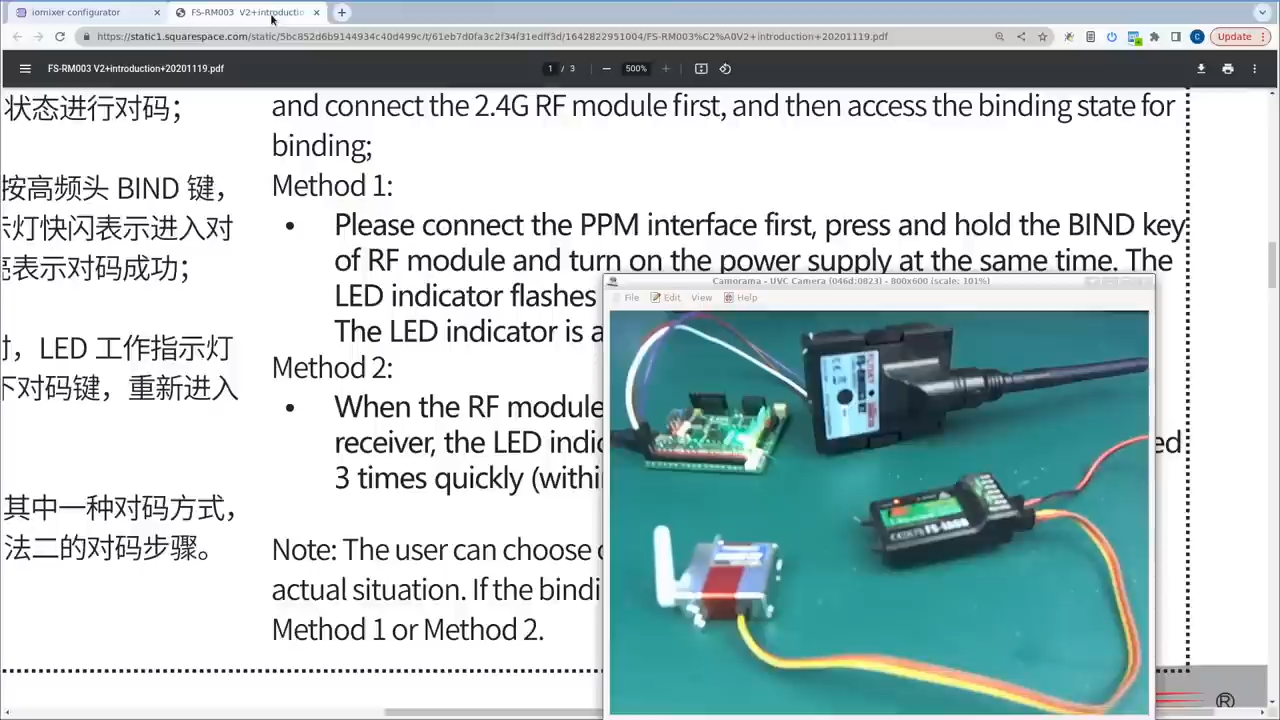 iomixer configurator
FS-RM003 V2+introductio
https://static1.squarespace.com/static/5bc852d6b9144934c40d499c/t/61eb7d0fa3c2f34f31edff3d/1642822951004/FS-RM003%C2%A0V2+introduction+20201119.pdf
Update
FS-RM003 V2+introduction+20201119.pdf
1 / 3
500%
状态进行对码；
and connect the 2.4G RF module first, and then access the binding state for
binding;
Method 1:
按高频头 BIND 键，
• Please connect the PPM interface first, press and hold the BIND key
示灯快闪表示进入对
of RF module and turn on the power supply at the same time. The
亮表示对码成功；
LED indicator flashes
The LED indicator is a
时，LED 工作指示灯
Method 2:
下对码键，重新进入
• When the RF module
receiver, the LED indic
ed
3 times quickly (withi
其中一种对码方式，
法二的对码步骤。
Note: The user can choose
actual situation. If the bindi
Method 1 or Method 2.
Camorama - UVC Camera (046d:0823) - 800x600 (scale: 101%)
File Edit View Help
FS-iA6B
®